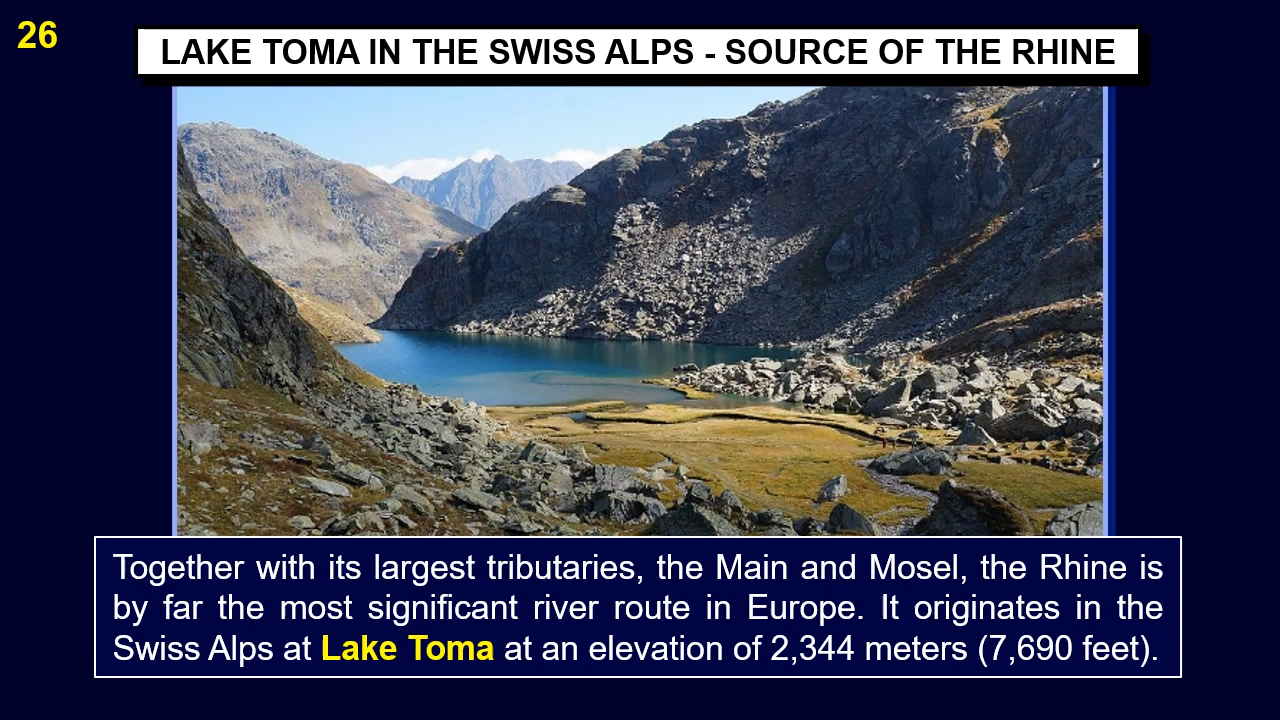 26
LAKE TOMA IN THE SWISS ALPS - SOURCE OF THE RHINE
Together with its largest tributaries, the Main and Mosel, the Rhine is
by far the most significant river route in Europe. It originates in the
Swiss Alps at Lake Toma at an elevation of 2,344 meters (7,690 feet).